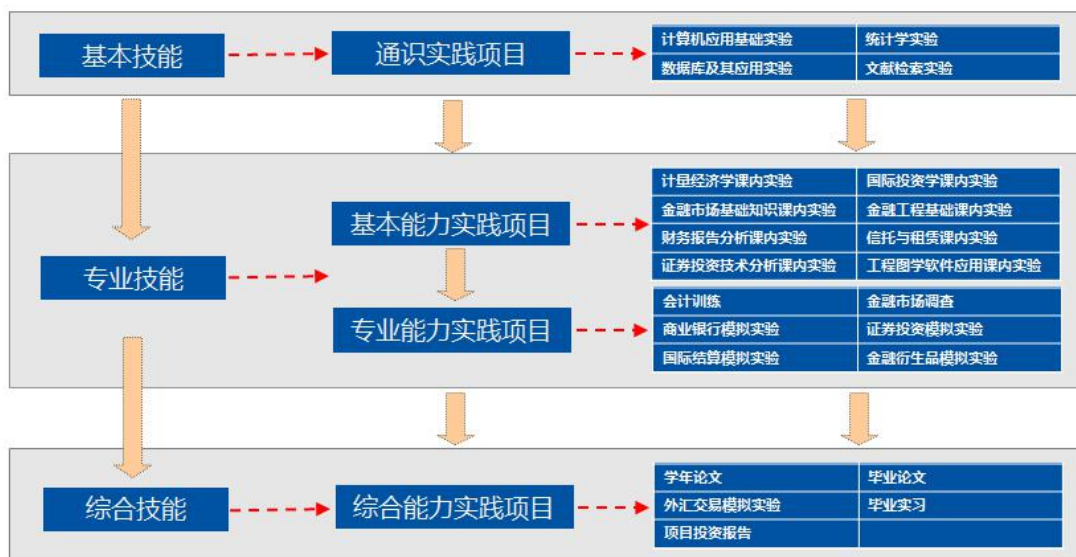 基本技能
通识实践项目
计算机应用基础实验 统计学实验
数据库及其应用实验 文献检索实验
专业技能
基本能力实践项目
计量经济学课内实验 国际投资学课内实验
金融市场基础知识课内实验 金融工程基础课内实验
财务报告分析课内实验 信托与租赁课内实验
证券投资技术分析课内实验 工程图学软件应用课内实验
专业能力实践项目
会计训练 金融市场调查
商业银行模拟实验 证券投资模拟实验
国际结算模拟实验 金融衍生品模拟实验
综合技能
综合能力实践项目
学年论文 毕业论文
外汇交易模拟实验 毕业实习
项目投资报告